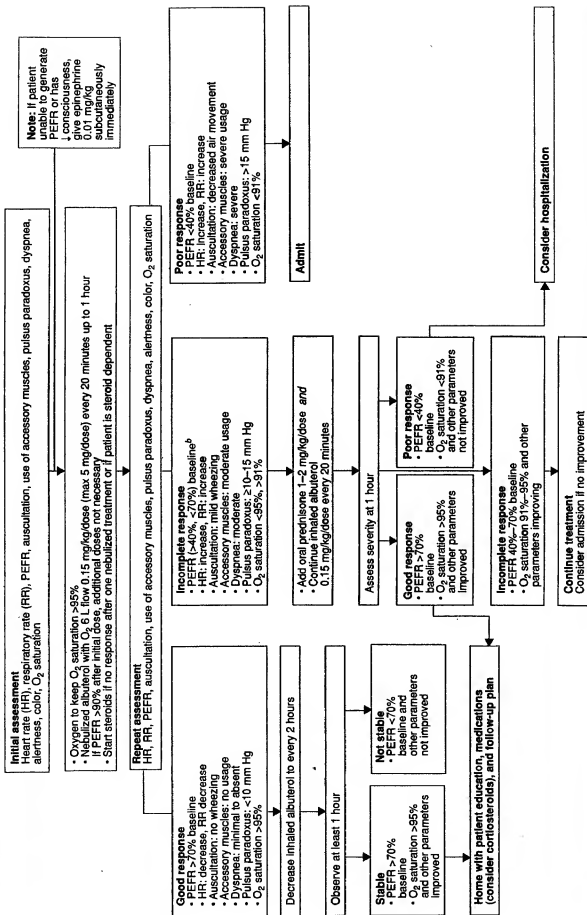 Initial assessment
Heart rate (HR), respiratory rate (RR), PEFR, auscultation, use of accessory muscles, pulsus paradoxus, dyspnea,
alertness, color, O2 saturation
Note: If patient
unable to generate
PEFR or has
↓ consciousness,
give epinephrine
0.01 mg/kg
subcutaneously
immediately
• Oxygen to keep O2 saturation >95%
• Nebulized albuterol with O2 6 L flow 0.15 mg/kg/dose (max 5 mg/dose) every 20 minutes up to 1 hour
If PEFR >90% after initial dose, additional doses not necessary
• Start steroids if no response after one nebulized treatment or if patient is steroid dependent
Repeat assessment
HR, RR, PEFR, auscultation, use of accessory muscles, pulsus paradoxus, dyspnea, alertness, color, O2 saturation
Good response
• PEFR >70% baseline
• HR: decrease, RR decrease
• Auscultation: no wheezing
• Accessory muscles: no usage
• Dyspnea: minimal to absent
• Pulsus paradoxus: <10 mm Hg
• O2 saturation >95%
Incomplete response
• PEFR (>40%, <70%) baselineb
• HR: increase, RR: increase
• Auscultation: mild wheezing
• Accessory muscles: moderate usage
• Dyspnea: moderate
• Pulsus paradoxus: ≥10–15 mm Hg
• O2 saturation <95%, >91%
Poor response
• PEFR <40% baseline
• HR: increase, RR: increase
• Auscultation: decreased air movement
• Accessory muscles: severe usage
• Dyspnea: severe
• Pulsus paradoxus: >15 mm Hg
• O2 saturation <91%
Decrease inhaled albuterol to every 2 hours
• Add oral prednisone 1–2 mg/kg/dose and
• Continue inhaled albuterol
0.15 mg/kg/dose every 20 minutes
Admit
Observe at least 1 hour
Assess severity at 1 hour
Stable
• PEFR >70%
baseline
• O2 saturation >95%
and other parameters
improved
Not stable
• PEFR <70%
baseline and
other parameters
not improved
Good response
• PEFR >70%
baseline
• O2 saturation >95%
and other parameters
improved
Poor response
• PEFR <40%
baseline
• O2 saturation <91%
and other parameters
not improved
Home with patient education, medications
(consider cortiosteroids), and follow-up plan
Incomplete response
• PEFR 40%–70% baseline
• O2 saturation 91%–95% and other
parameters improving
Consider hospitalization
Continue treatment
Consider admission if no improvement